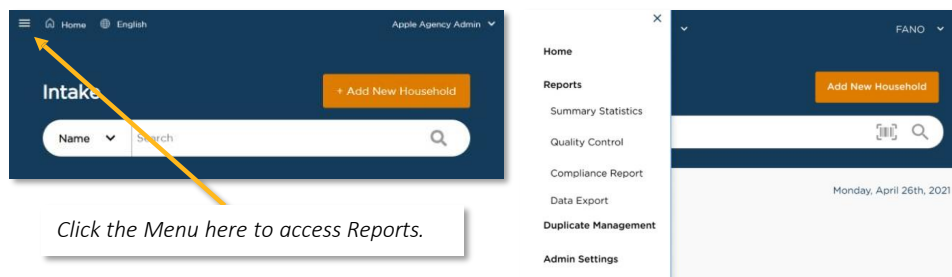 Home English Apple Agency Admin
Intake + Add New Household
Name Search
Click the Menu here to access Reports.
×
FANO
Home
Reports
Add New Household
Summary Statistics
Quality Control
Compliance Report
Monday, April 26th, 2021
Data Export
Duplicate Management
Admin Settings